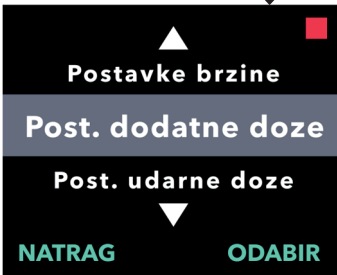 Postavke brzine
Post. dodatne doze
Post. udarne doze
NATRAG ODABIR